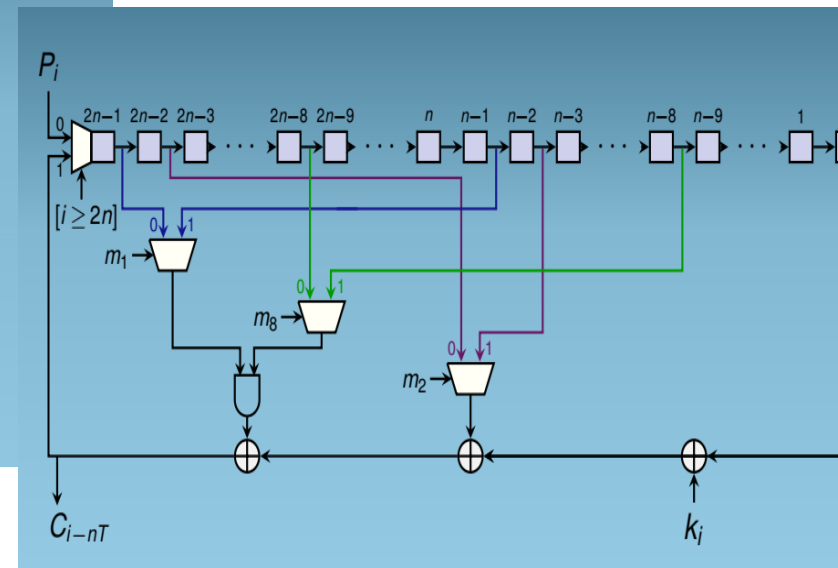 P_i
2n−1 2n−2 2n−3 2n−8 2n−9 n n−1 n−2 n−3 n−8 n−9 1
0
· · · · · · · · · · · ·
1
[i ≥ 2n]
0 1
m_1
0 1
m_8
0 1
m_2
C_{i−nT}
k_i